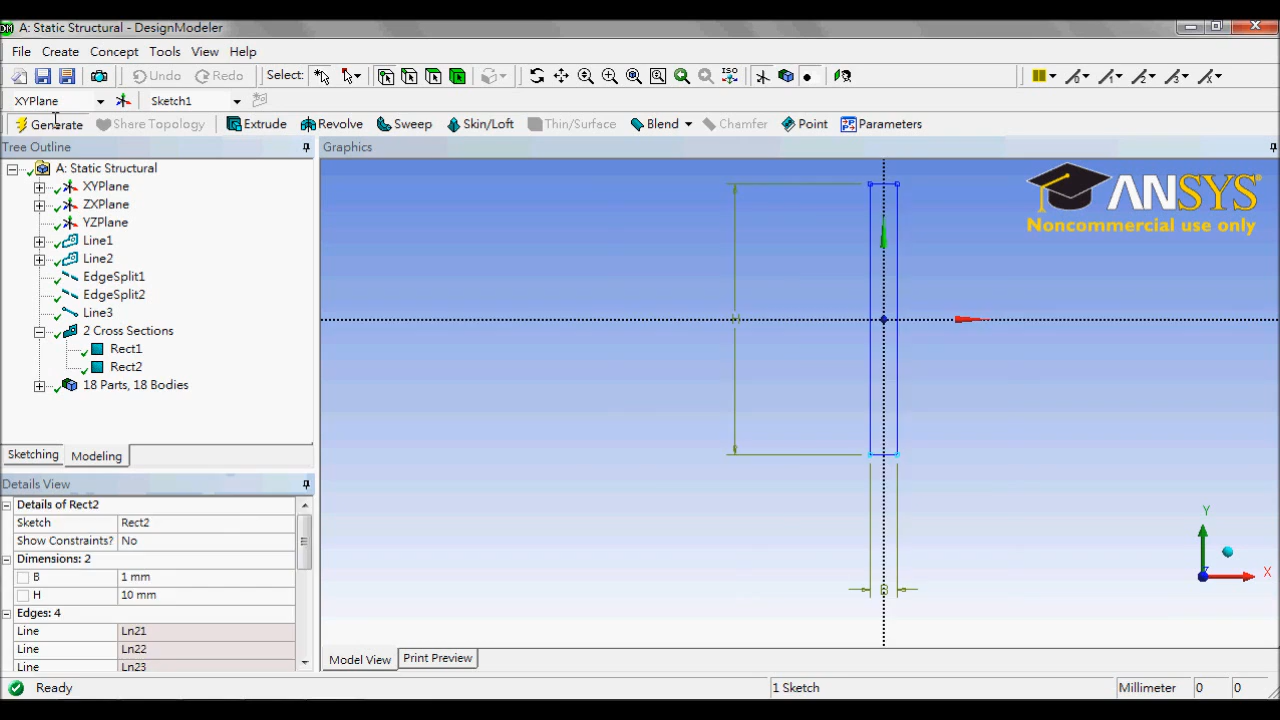 A: Static Structural - DesignModeler
File Create Concept Tools View Help
Undo Redo Select:
XYPlane Sketch1
Generate Share Topology Extrude Revolve Sweep Skin/Loft Thin/Surface Blend Chamfer Point Parameters
Tree Outline
Graphics
A: Static Structural
XYPlane
ZXPlane
YZPlane
Line1
Line2
EdgeSplit1
EdgeSplit2
Line3
2 Cross Sections
Rect1
Rect2
18 Parts, 18 Bodies
Sketching Modeling
Details View
Details of Rect2
Sketch Rect2
Show Constraints? No
Dimensions: 2
B 1 mm
H 10 mm
Edges: 4
Line Ln21
Line Ln22
Line Ln23
ANSYS
Noncommercial use only
H
B
Y
X
Z
Model View Print Preview
Ready 1 Sketch Millimeter 0 0